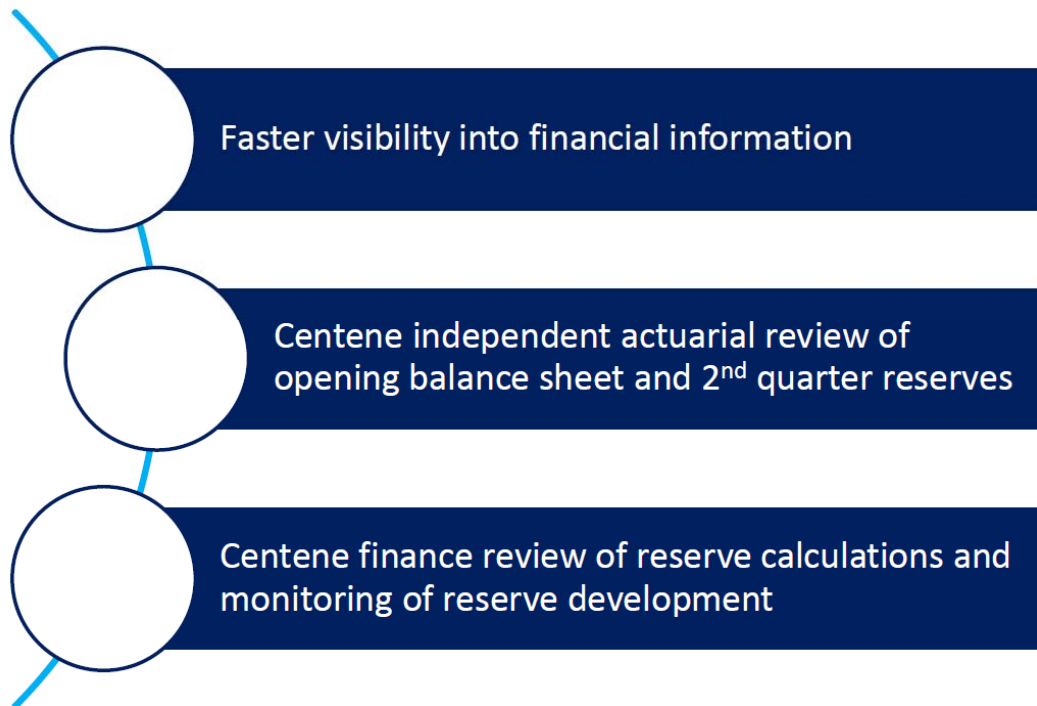 Faster visibility into financial information
Centene independent actuarial review of
opening balance sheet and 2nd quarter reserves
Centene finance review of reserve calculations and
monitoring of reserve development